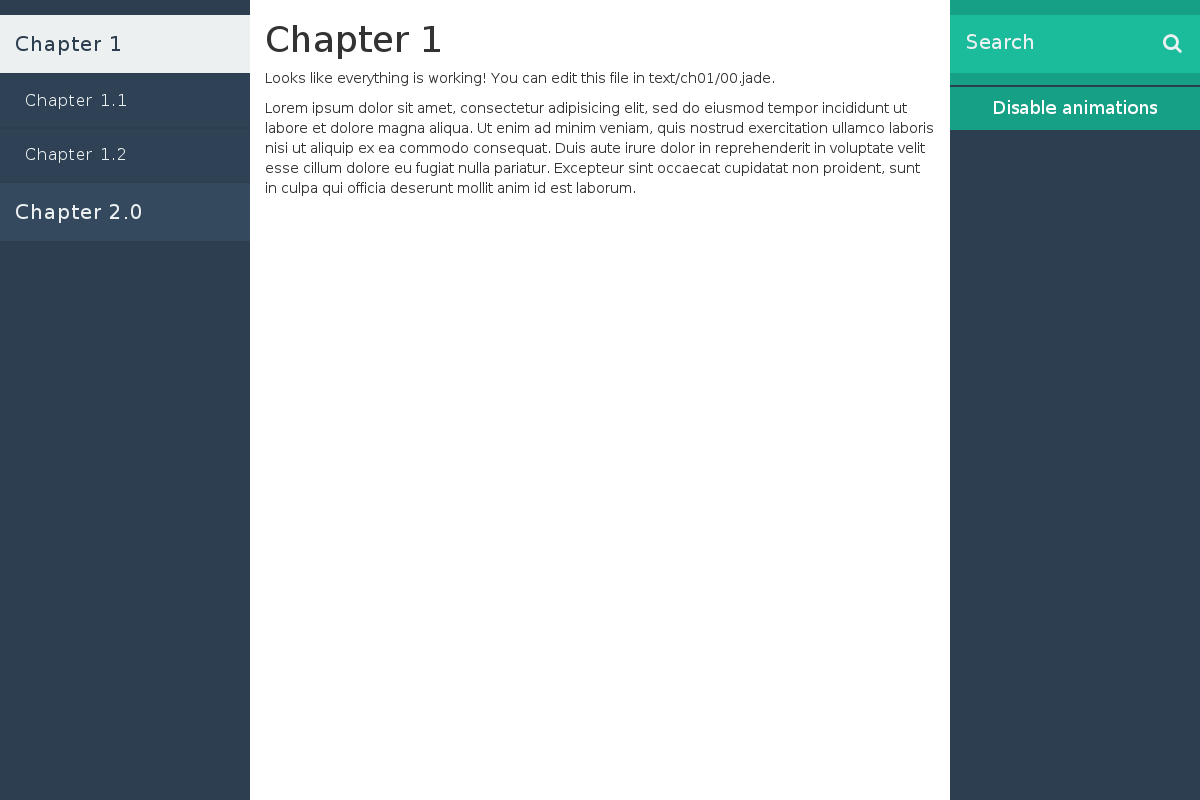 Chapter 1
Chapter 1.1
Chapter 1.2
Chapter 2.0
Chapter 1
Looks like everything is working! You can edit this file in text/ch01/00.jade.
Lorem ipsum dolor sit amet, consectetur adipisicing elit, sed do eiusmod tempor incididunt ut
labore et dolore magna aliqua. Ut enim ad minim veniam, quis nostrud exercitation ullamco laboris
nisi ut aliquip ex ea commodo consequat. Duis aute irure dolor in reprehenderit in voluptate velit
esse cillum dolore eu fugiat nulla pariatur. Excepteur sint occaecat cupidatat non proident, sunt
in culpa qui officia deserunt mollit anim id est laborum.
Search
Disable animations